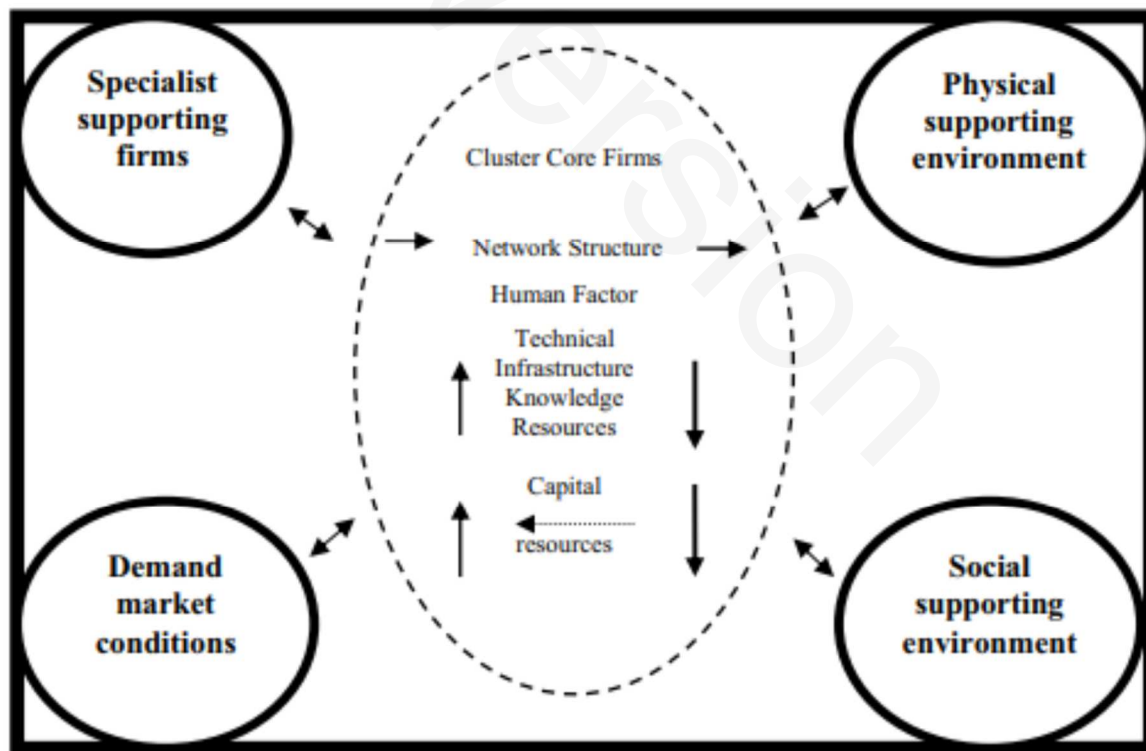 Specialist
supporting
firms
Physical
supporting
environment
Cluster Core Firms
Network Structure
Human Factor
Technical
Infrastructure
Knowledge
Resources
Capital
resources
Demand
market
conditions
Social
supporting
environment